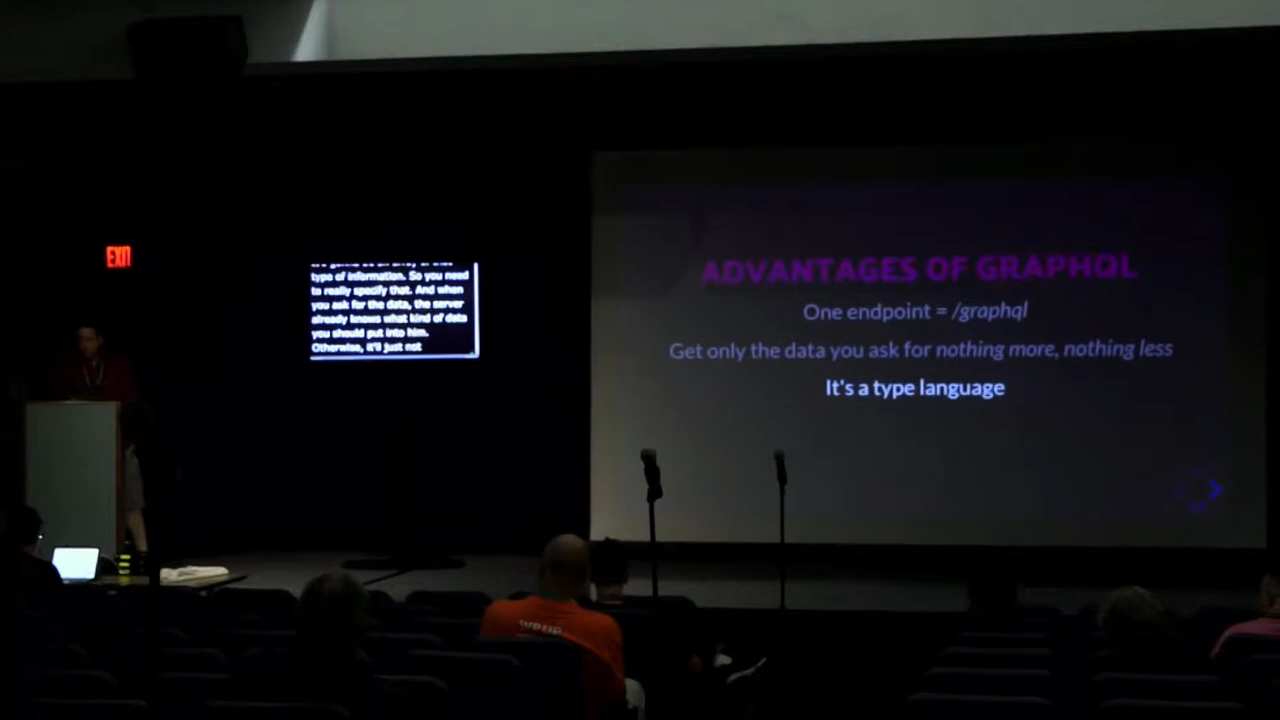 EXIT
type of information. So you need
to really specify that. And when
you ask for the data, the server
already knows what kind of data
you should put into him.
Otherwise, it'll just not
ADVANTAGES OF GRAPHQL
One endpoint = /graphql
Get only the data you ask for nothing more, nothing less
It's a type language